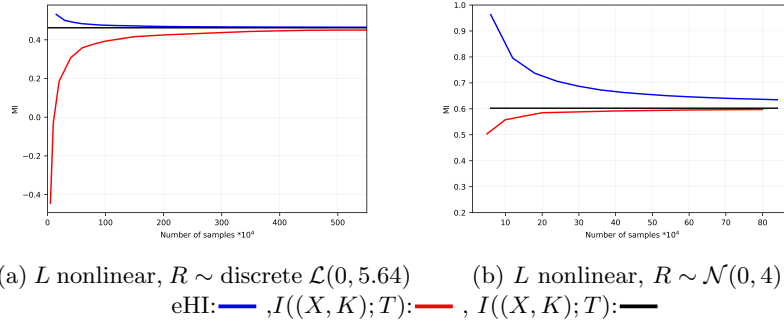 1.0
0.4
0.9
0.2
0.8
0.0
0.7
MI
MI
0.6
−0.2
0.5
0.4
−0.4
0.3
0.2
0 100 200 300 400 500
10 20 30 40 50 60 70 80
Number of samples *10⁴
Number of samples *10⁴
a) L nonlinear, R ∼ discrete 𝓛(0, 5.64)
(b) L nonlinear, R ∼ 𝓝(0, 4)
eHI: ,I((X, K); T): , I((X, K); T):